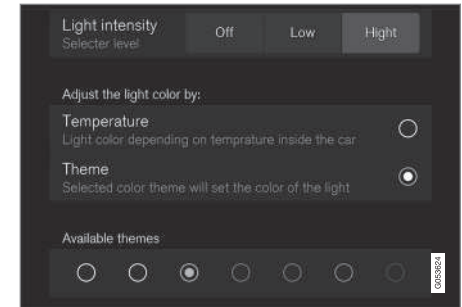 Light intensity
Selecter level
Off Low Hight
Adjust the light color by:
Temperature
Light color depending on temprature inside the car
Theme
Selected color theme will set the color of the light
Available themes
G053624